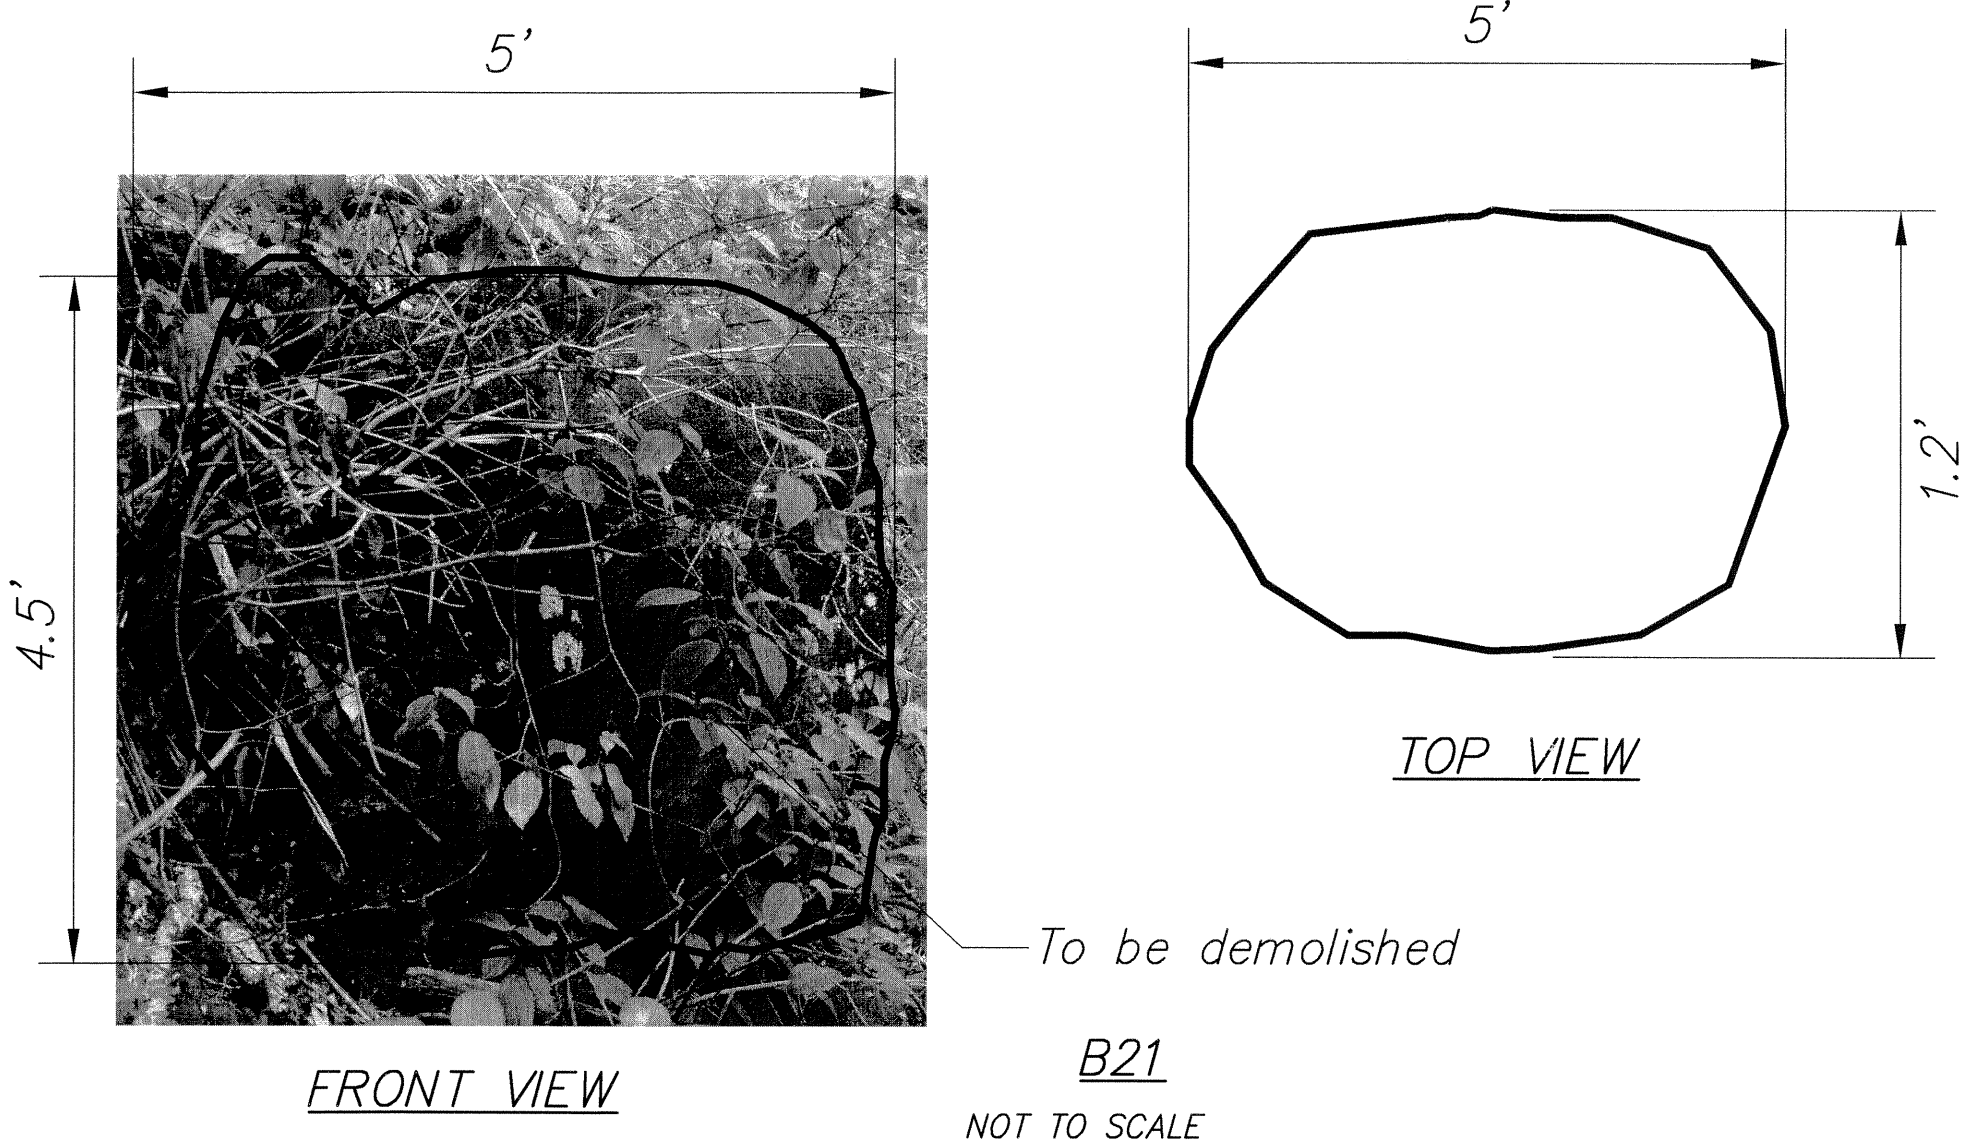 5'
5'
4.5'
1.2'
TOP VIEW
To be demolished
FRONT VIEW
B21
NOT TO SCALE